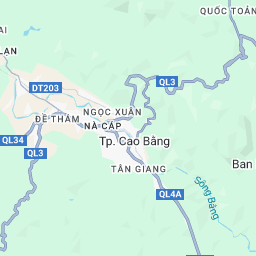 QUỐC TOẢN
LAN
QL3
DT203
NGỌC XUÂN
ĐỀ THÁM
NÀ CÁP
QL34
Tp. Cao Bằng
QL3
Ban
TÂN GIANG
QL4A
Sông Bằng